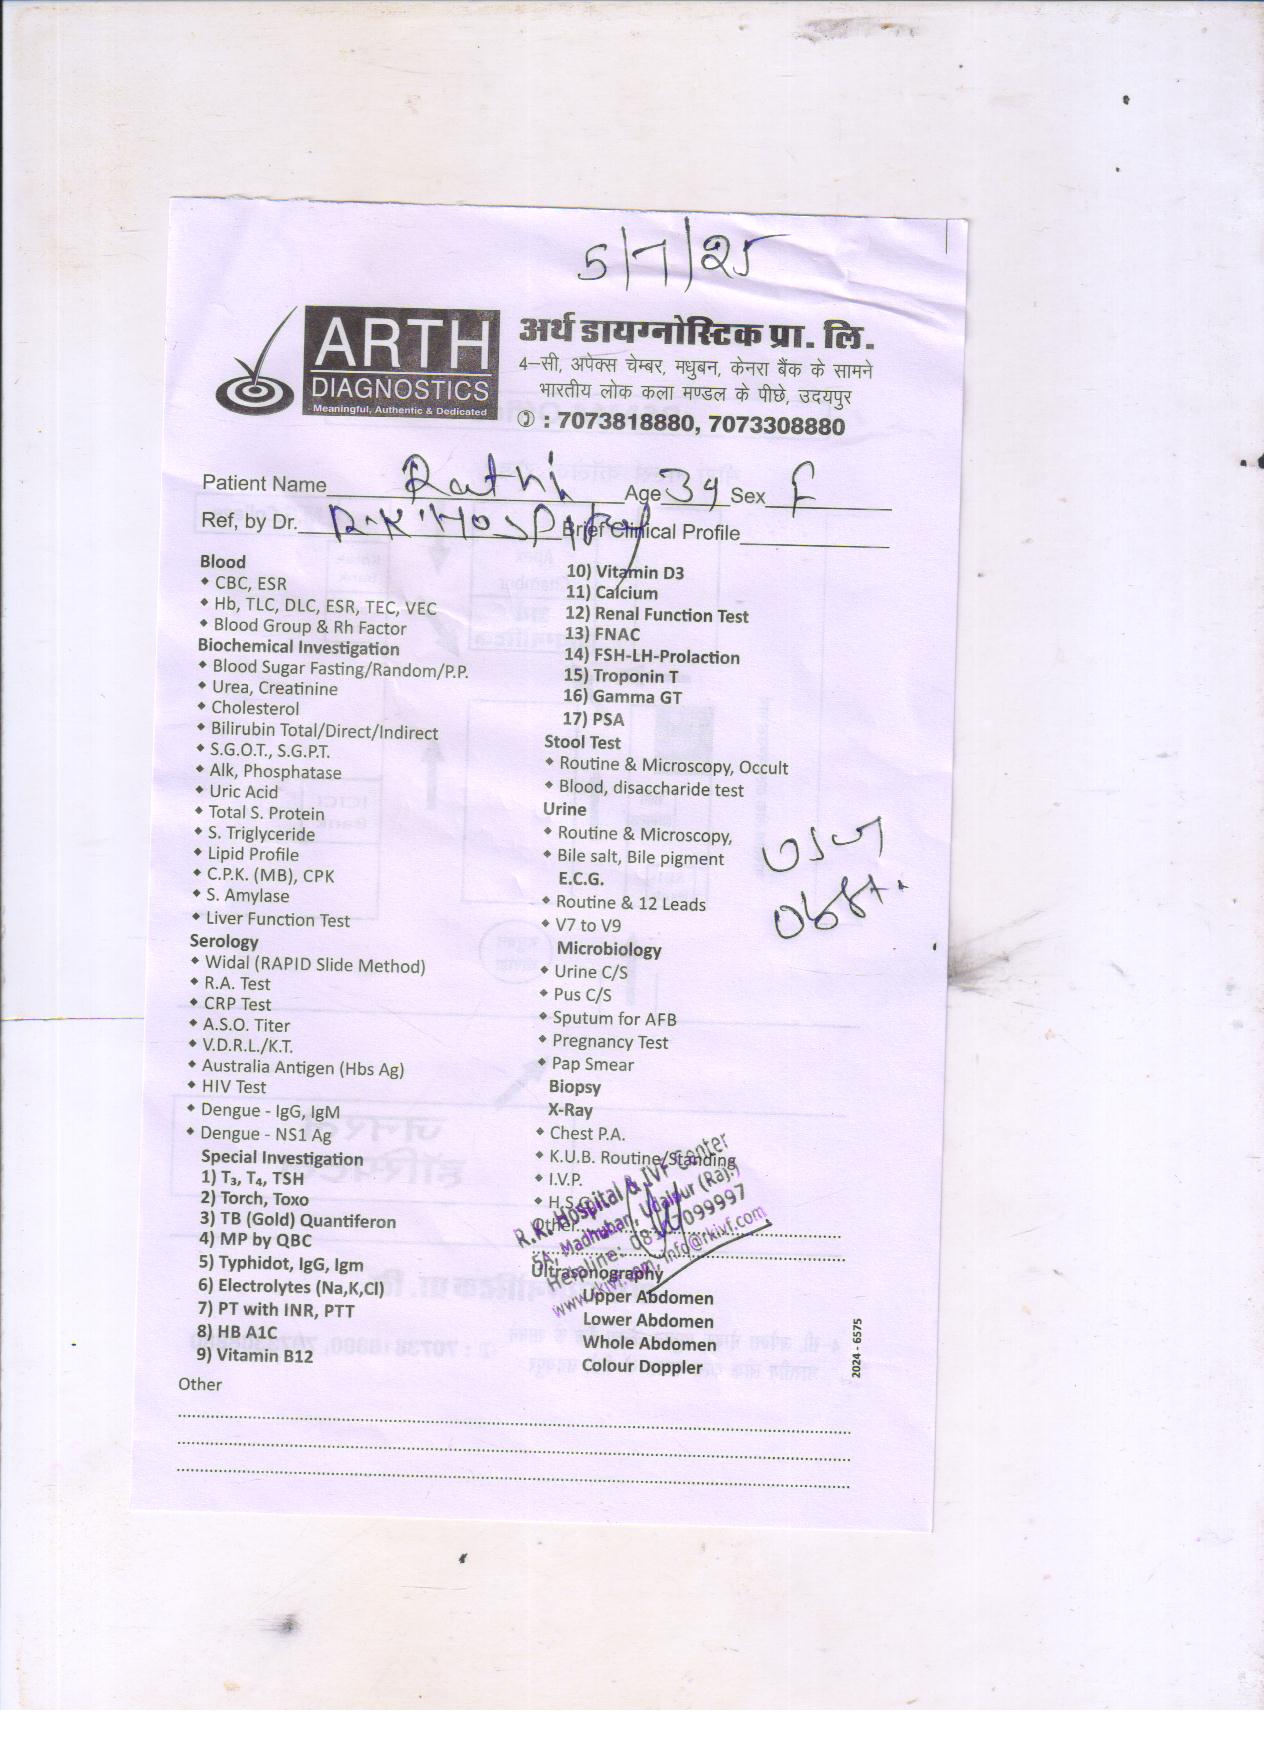 5/7/25
ARTH
DIAGNOSTICS
Meaningful, Authentic & Dedicated
अर्थ डायग्नोस्टिक प्रा. लि.
4–सी, अपेक्स चेम्बर, मधुबन, केनरा बैंक के सामने
भारतीय लोक कला मण्डल के पीछे, उदयपुर
✆ : 7073818880, 7073308880
Patient Name Rathi Age 39 Sex F
Ref, by Dr. R.K. Hospital Brief Clinical Profile
Blood
CBC, ESR
Hb, TLC, DLC, ESR, TEC, VEC
Blood Group & Rh Factor
Biochemical Investigation
Blood Sugar Fasting/Random/P.P.
Urea, Creatinine
Cholesterol
Bilirubin Total/Direct/Indirect
S.G.O.T., S.G.P.T.
Alk, Phosphatase
Uric Acid
Total S. Protein
S. Triglyceride
Lipid Profile
C.P.K. (MB), CPK
S. Amylase
Liver Function Test
Serology
Widal (RAPID Slide Method)
R.A. Test
CRP Test
A.S.O. Titer
V.D.R.L./K.T.
Australia Antigen (Hbs Ag)
HIV Test
Dengue - IgG, IgM
Dengue - NS1 Ag
Special Investigation
1) T₃, T₄, TSH
2) Torch, Toxo
3) TB (Gold) Quantiferon
4) MP by QBC
5) Typhidot, IgG, Igm
6) Electrolytes (Na,K,Cl)
7) PT with INR, PTT
8) HB A1C
9) Vitamin B12
10) Vitamin D3
11) Calcium
12) Renal Function Test
13) FNAC
14) FSH-LH-Prolaction
15) Troponin T
16) Gamma GT
17) PSA
Stool Test
Routine & Microscopy, Occult
Blood, disaccharide test
Urine
Routine & Microscopy,
Bile salt, Bile pigment
E.C.G.
Routine & 12 Leads
V7 to V9
Microbiology
Urine C/S
Pus C/S
Sputum for AFB
Pregnancy Test
Pap Smear
Biopsy
X-Ray
Chest P.A.
K.U.B. Routine/Standing
I.V.P.
Other
Ultrasonography
Upper Abdomen
Lower Abdomen
Whole Abdomen
Colour Doppler
R.K. Hospital & IVF Center
5A, Madhuban, Udaipur (Raj.)
Helpline: 08107099997
www.rkivf.com, info@rkivf.com
2024 - 6575
Other